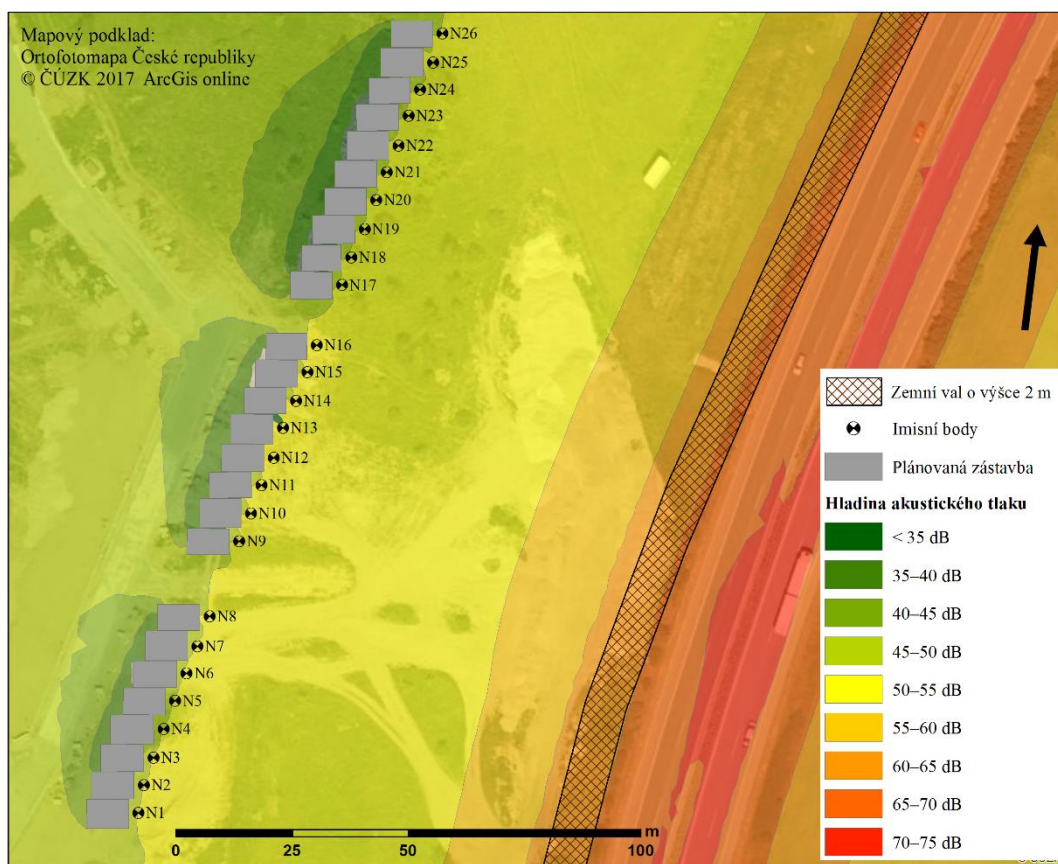 Mapový podklad:
Ortofotomapa České republiky
© ČÚZK 2017 ArcGis online
N26
N25
N24
N23
N22
N21
N20
N19
N18
N17
N16
N15
N14
N13
N12
N11
N10
N9
N8
N7
N6
N5
N4
N3
N2
N1
Zemní val o výšce 2 m
Imisní body
Plánovaná zástavba
Hladina akustického tlaku
< 35 dB
35–40 dB
40–45 dB
45–50 dB
50–55 dB
55–60 dB
60–65 dB
65–70 dB
70–75 dB
m
0 25 50 100